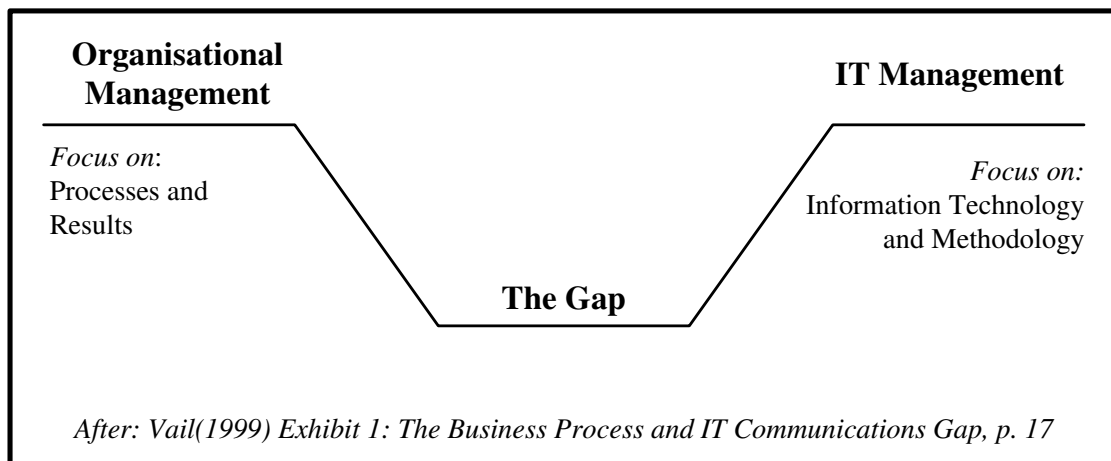 Organisational
Management
IT Management
Focus on:
Processes and
Results
Focus on:
Information Technology
and Methodology
The Gap
After: Vail(1999) Exhibit 1: The Business Process and IT Communications Gap, p. 17